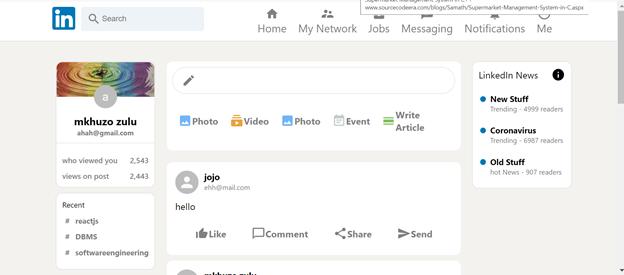 Supermarket Management System in C++
www.sourcecodeera.com/blogs/Samath/Supermarket-Management-System-in-C.aspx
in
Search
Home
My Network
Jobs
Messaging
Notifications
Me
a
mkhuzo zulu
ahah@gmail.com
who viewed you 2,543
views on post 2,443
Recent
# reactjs
# DBMS
# softwareengineering
Photo
Video
Photo
Event
Write
Article
jojo
ehh@mail.com
hello
Like
Comment
Share
Send
mkhuzo zulu
LinkedIn News
New Stuff
Trending - 4999 readers
Coronavirus
Trending - 6987 readers
Old Stuff
hot News - 907 readers